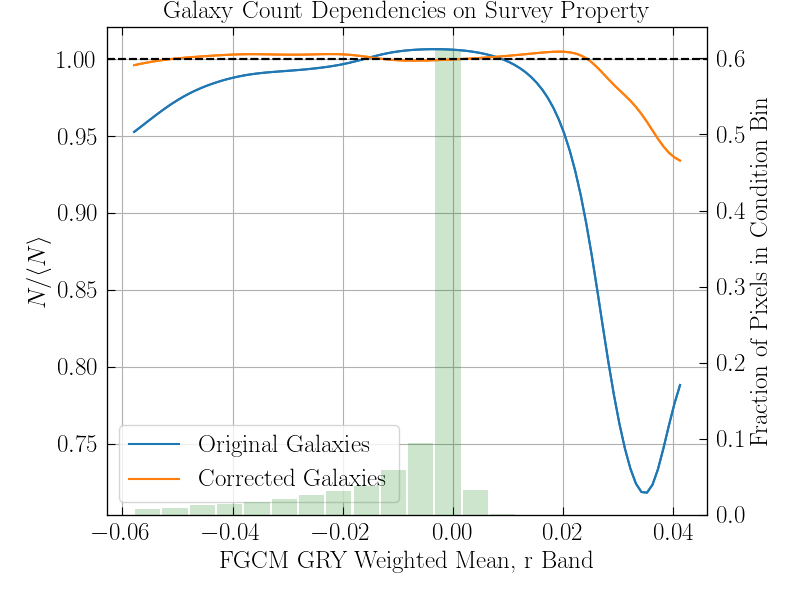 Galaxy Count Dependencies on Survey Property
1.00
0.95
0.90
0.85
0.80
0.75
N/⟨N⟩
0.6
0.5
0.4
0.3
0.2
0.1
0.0
Fraction of Pixels in Condition Bin
Original Galaxies
Corrected Galaxies
−0.06 −0.04 −0.02 0.00 0.02 0.04
FGCM GRY Weighted Mean, r Band